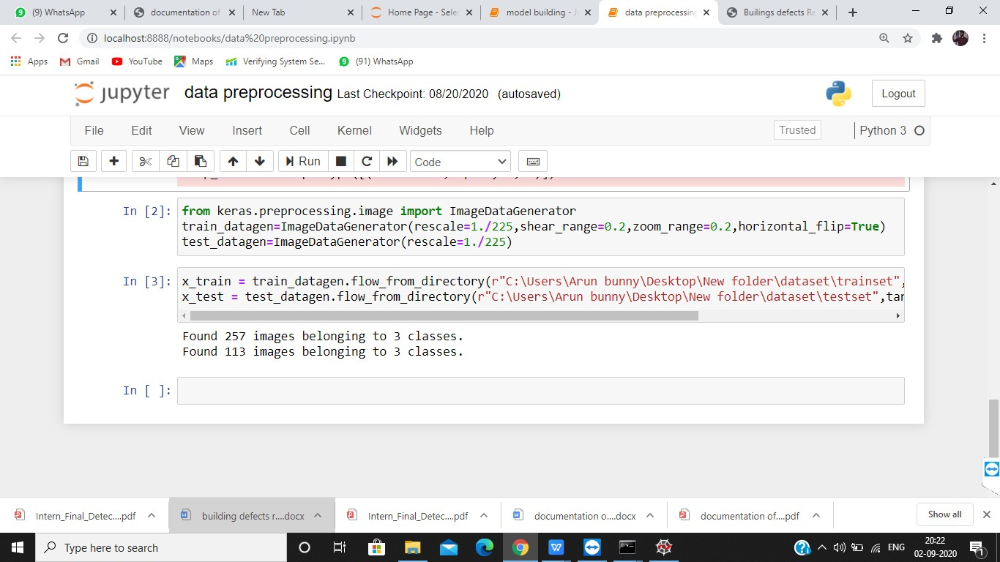 (9) WhatsApp
documentation of
New Tab
Home Page - Sele
model building - J
data preprocessing
Builings defects Re
localhost:8888/notebooks/data%20preprocessing.ipynb
Apps
Gmail
YouTube
Maps
Verifying System Se...
(91) WhatsApp
jupyter data preprocessing Last Checkpoint: 08/20/2020 (autosaved)
Logout
File Edit View Insert Cell Kernel Widgets Help
Trusted
Python 3
Run
Code
In [2]:
from keras.preprocessing.image import ImageDataGenerator
train_datagen=ImageDataGenerator(rescale=1./225,shear_range=0.2,zoom_range=0.2,horizontal_flip=True)
test_datagen=ImageDataGenerator(rescale=1./225)
In [3]:
x_train = train_datagen.flow_from_directory(r"C:\Users\Arun bunny\Desktop\New folder\dataset\trainset",
x_test = test_datagen.flow_from_directory(r"C:\Users\Arun bunny\Desktop\New folder\dataset\testset",tar
Found 257 images belonging to 3 classes.
Found 113 images belonging to 3 classes.
In [ ]:
Intern_Final_Detec....pdf
building defects r....docx
Intern_Final_Detec....pdf
documentation o....docx
documentation of....pdf
Show all
Type here to search
ENG
20:22
02-09-2020
1